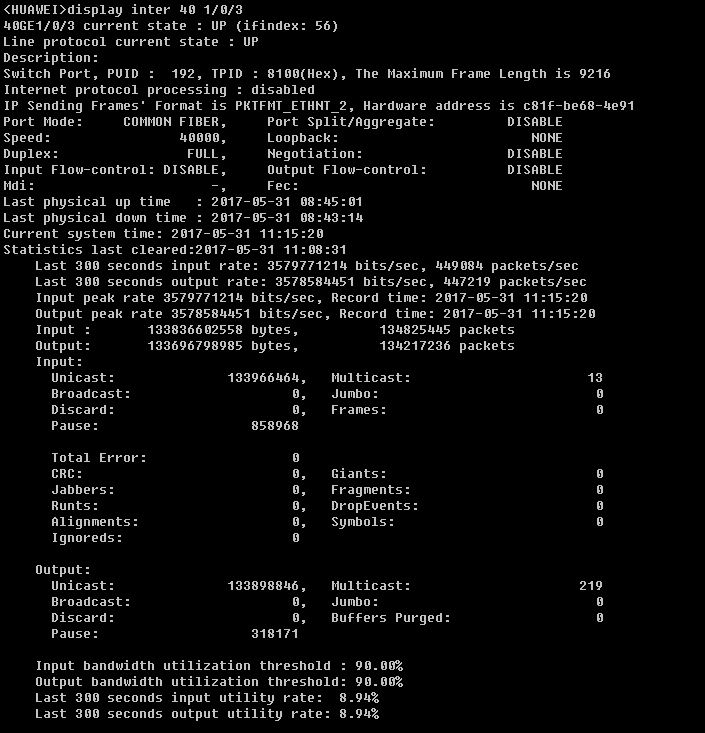 <HUAWEI>display inter 40 1/0/3
40GE1/0/3 current state : UP (ifindex: 56)
Line protocol current state : UP
Description:
Switch Port, PVID :  192, TPID : 8100(Hex), The Maximum Frame Length is 9216
Internet protocol processing : disabled
IP Sending Frames' Format is PKTFMT_ETHNT_2, Hardware address is c81f-be68-4e91
Port Mode:     COMMON FIBER,     Port Split/Aggregate:         DISABLE
Speed:                40000,     Loopback:                        NONE
Duplex:                FULL,     Negotiation:                  DISABLE
Input Flow-control: DISABLE,     Output Flow-control:          DISABLE
Mdi:                      -,     Fec:                             NONE
Last physical up time   : 2017-05-31 08:45:01
Last physical down time : 2017-05-31 08:43:14
Current system time: 2017-05-31 11:15:20
Statistics last cleared:2017-05-31 11:08:31
    Last 300 seconds input rate: 3579771214 bits/sec, 449084 packets/sec
    Last 300 seconds output rate: 3578584451 bits/sec, 447219 packets/sec
    Input peak rate 3579771214 bits/sec, Record time: 2017-05-31 11:15:20
    Output peak rate 3578584451 bits/sec, Record time: 2017-05-31 11:15:20
    Input :       133836602558 bytes,          134825445 packets
    Output:       133696798985 bytes,          134217236 packets
    Input:
      Unicast:              133966464,   Multicast:                      13
      Broadcast:                    0,   Jumbo:                           0
      Discard:                      0,   Frames:                          0
      Pause:                   858968

      Total Error:                  0
      CRC:                          0,   Giants:                          0
      Jabbers:                      0,   Fragments:                       0
      Runts:                        0,   DropEvents:                      0
      Alignments:                   0,   Symbols:                         0
      Ignoreds:                     0

    Output:
      Unicast:              133898846,   Multicast:                     219
      Broadcast:                    0,   Jumbo:                           0
      Discard:                      0,   Buffers Purged:                  0
      Pause:                   318171

    Input bandwidth utilization threshold : 90.00%
    Output bandwidth utilization threshold: 90.00%
    Last 300 seconds input utility rate:  8.94%
    Last 300 seconds output utility rate: 8.94%